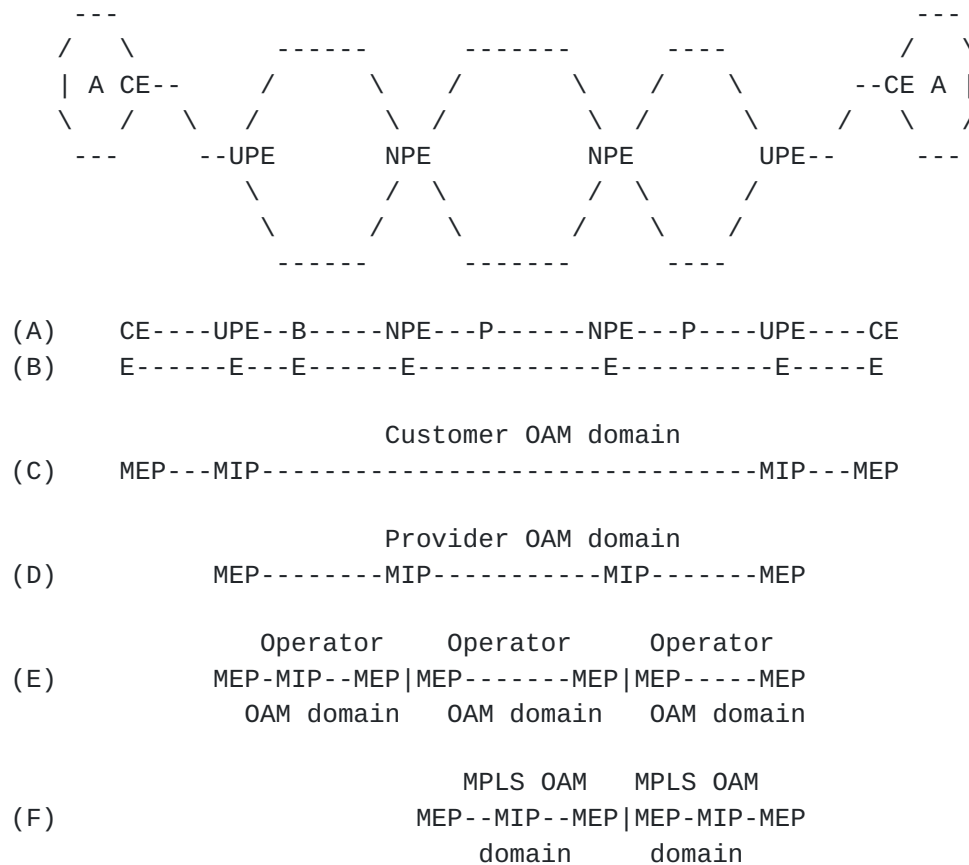 ---                                            ---
   /   \         ------      -------     ----          /   \
   | A CE--     /      \    /       \   /    \       --CE A |
   \   /   \   /        \  /         \ /      \     /   \   /
    ---     --UPE      NPE          NPE        UPE--     ---
               \        / \         / \       /
                \      /   \       /   \     /
                 ------     -------     ----

(A)     CE----UPE--B-----NPE---P------NPE---P----UPE----CE
(B)     E------E---E------E------------E----------E-----E

                         Customer OAM domain
(C)     MEP---MIP--------------------------------MIP---MEP

                         Provider OAM domain
(D)           MEP--------MIP-----------MIP-------MEP

                 Operator    Operator     Operator
(E)           MEP-MIP--MEP|MEP-------MEP|MEP-----MEP
                OAM domain   OAM domain   OAM domain

                              MPLS OAM   MPLS OAM
(F)                        MEP--MIP--MEP|MEP-MIP-MEP
                               domain     domain